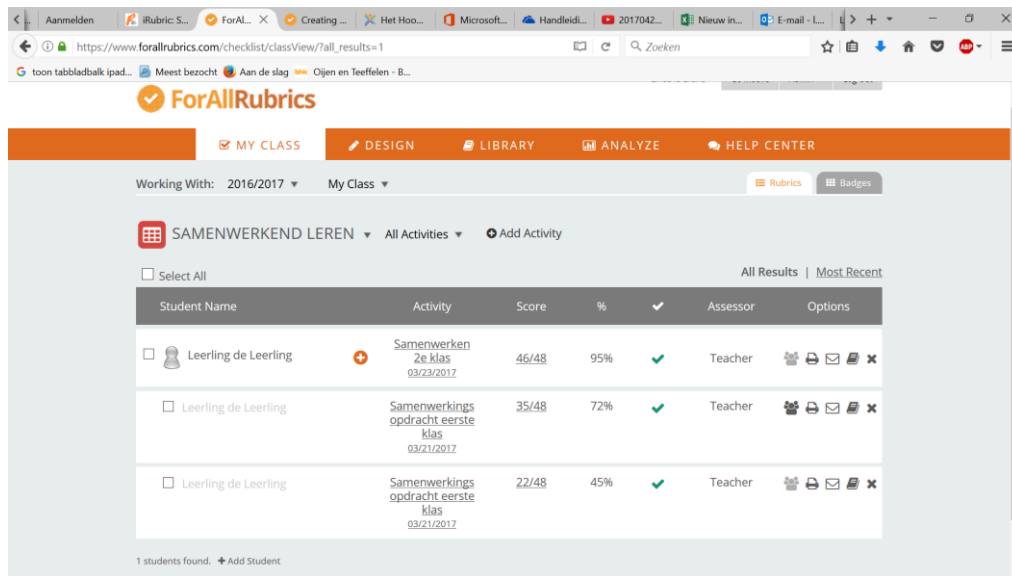 Aanmelden iRubric: S... ForAl... Creating ... Het Hoo... Microsoft... Handleidi... 2017042... Nieuw in... E-mail - l...
https://www.forallrubrics.com/checklist/classView/?all_results=1 Zoeken ABP
toon tabbladbalk ipad... Meest bezocht Aan de slag Oijen en Teeffelen - B...
ForAllRubrics
MY CLASS DESIGN LIBRARY ANALYZE HELP CENTER
Working With: 2016/2017 My Class Rubrics Badges
SAMENWERKEND LEREN All Activities Add Activity
Select All All Results | Most Recent
Student Name Activity Score % Assessor Options
Leerling de Leerling Samenwerken 46/48 95% Teacher
2e klas
03/23/2017
Leerling de Leerling Samenwerkings 35/48 72% Teacher
opdracht eerste
klas
03/21/2017
Leerling de Leerling Samenwerkings 22/48 45% Teacher
opdracht eerste
klas
03/21/2017
1 students found. Add Student